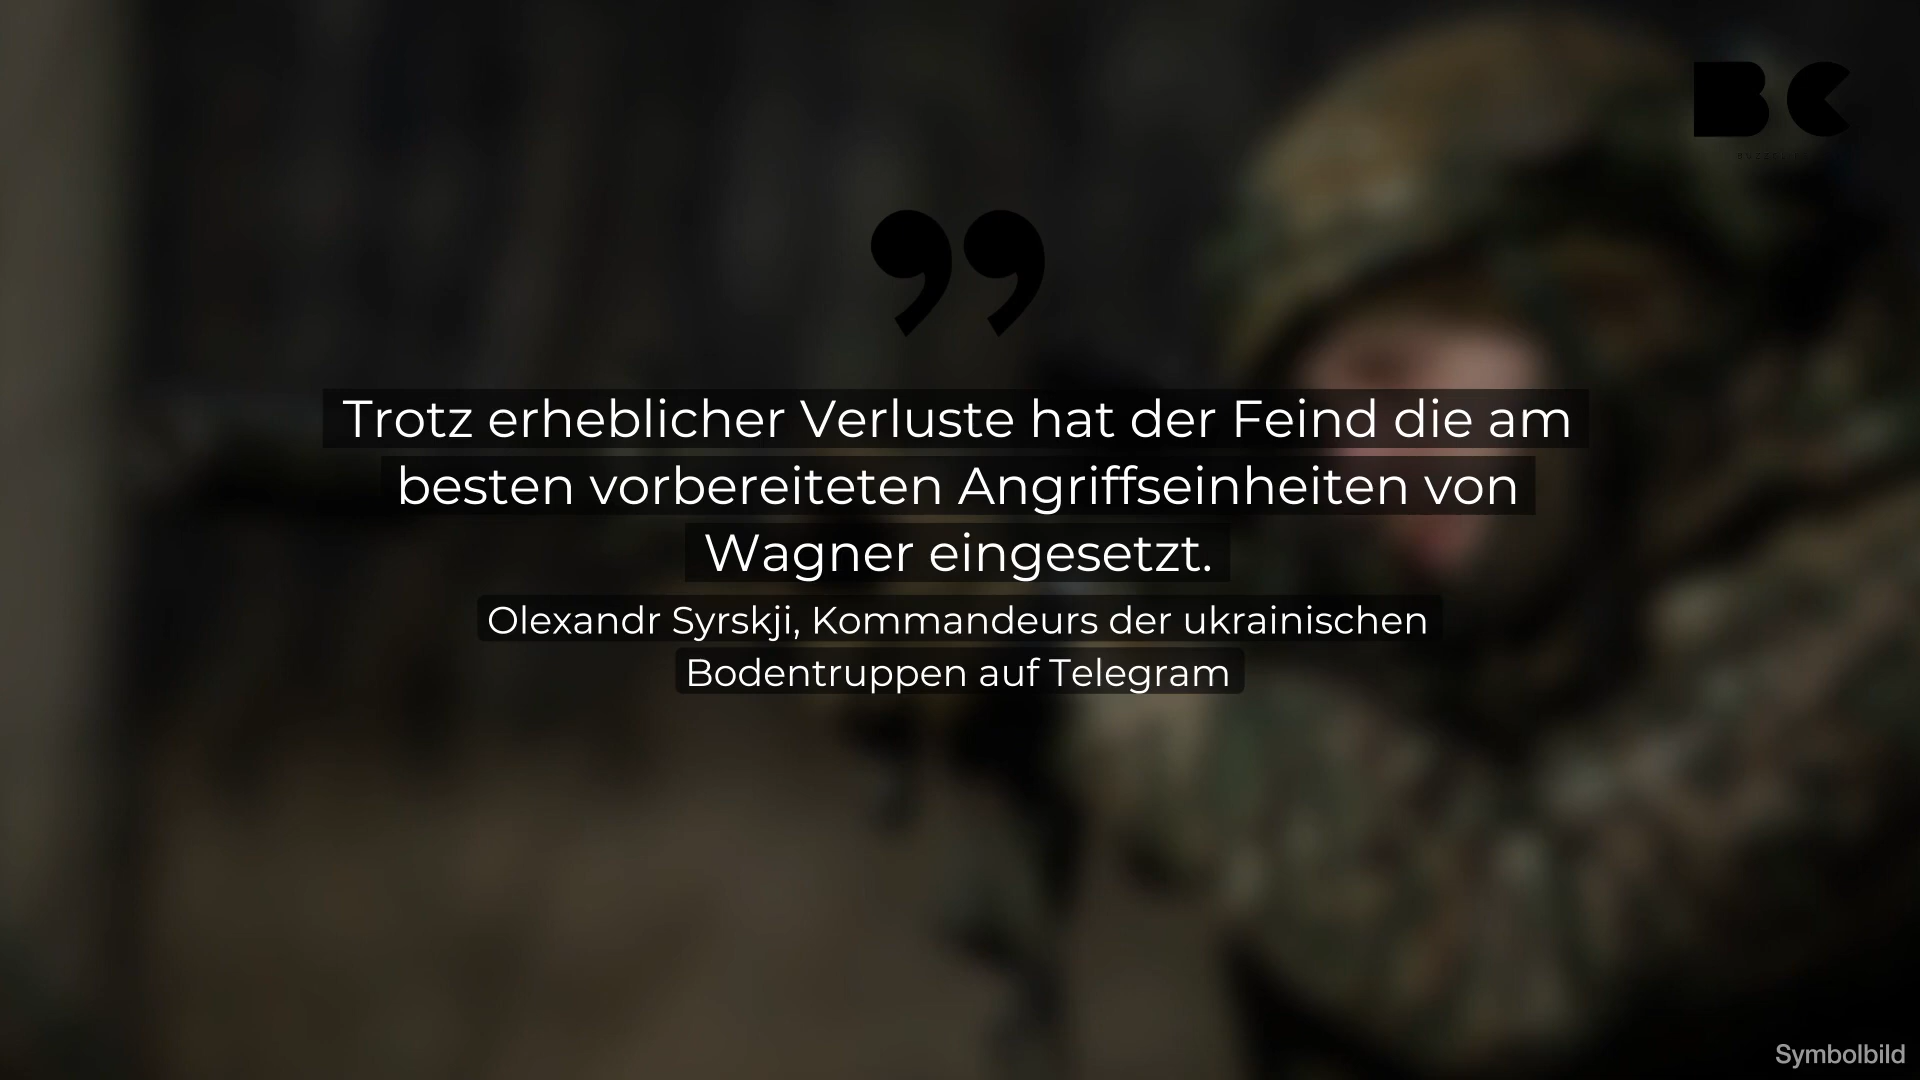 BC
”
Trotz erheblicher Verluste hat der Feind die am
besten vorbereiteten Angriffseinheiten von
Wagner eingesetzt.
Olexandr Syrskji, Kommandeurs der ukrainischen
Bodentruppen auf Telegram
Symbolbild